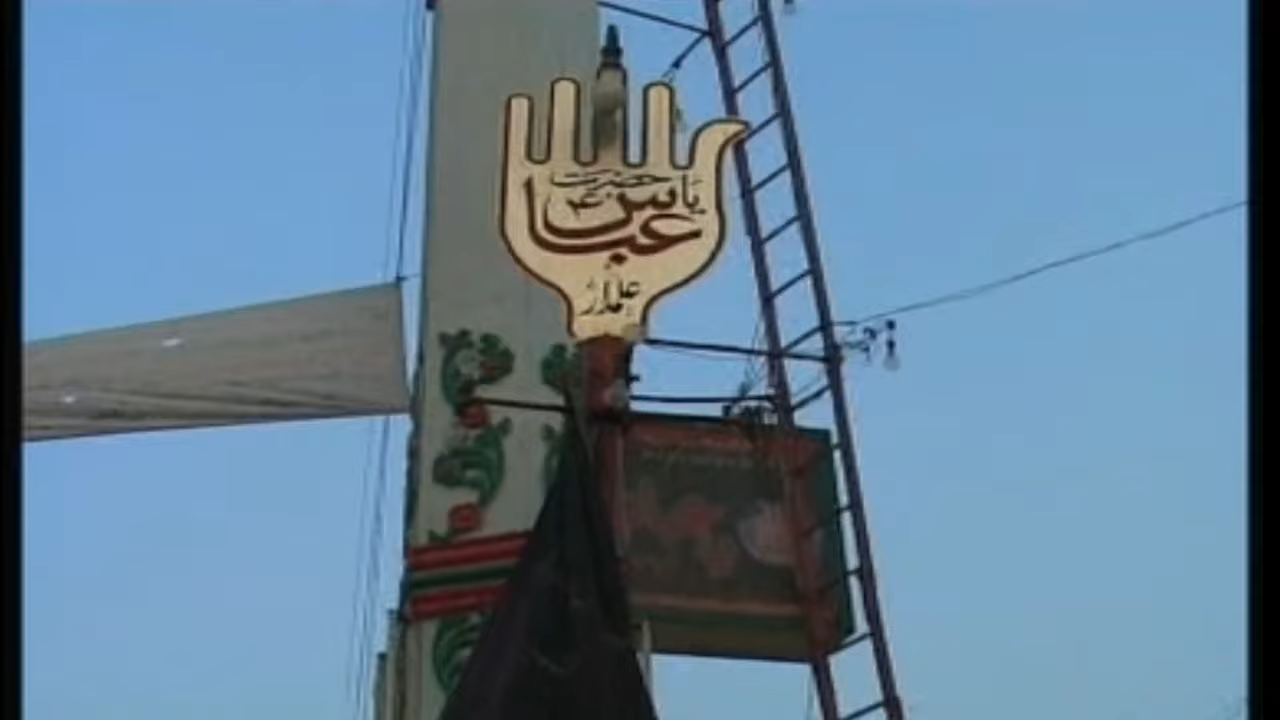 یا حضرت
عباس ؑ
علمدار